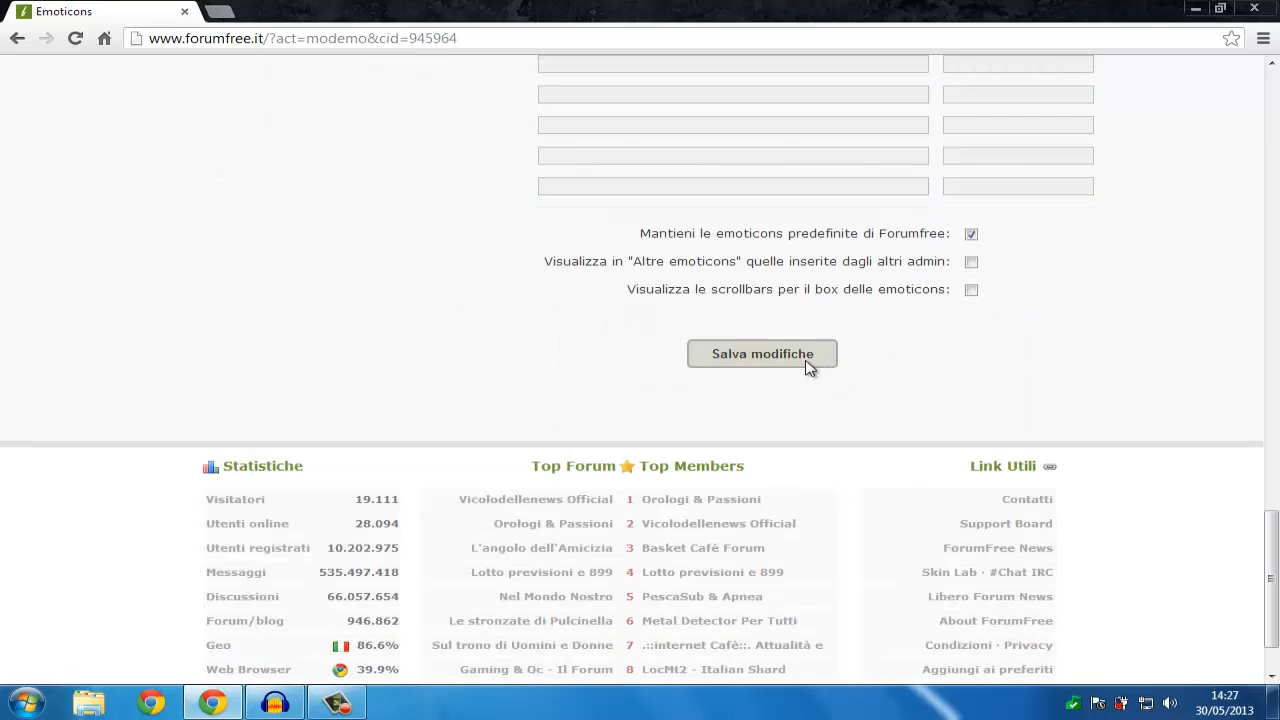 Emoticons
www.forumfree.it/?act=modemo&cid=945964
Mantieni le emoticons predefinite di Forumfree:
Visualizza in "Altre emoticons" quelle inserite dagli altri admin:
Visualizza le scrollbars per il box delle emoticons:
Salva modifiche
Statistiche
Visitatori 19.111
Utenti online 28.094
Utenti registrati 10.202.975
Messaggi 535.497.418
Discussioni 66.057.654
Forum/blog 946.862
Geo 86.6%
Web Browser 39.9%
Top Forum Top Members
Vicolodellenews Official 1 Orologi & Passioni
Orologi & Passioni 2 Vicolodellenews Official
L'angolo dell'Amicizia 3 Basket Café Forum
Lotto previsioni e 899 4 Lotto previsioni e 899
Nel Mondo Nostro 5 PescaSub & Apnea
Le stronzate di Pulcinella 6 Metal Detector Per Tutti
Sul trono di Uomini e Donne 7 .::internet Cafè::. Attualità e
Gaming & Oc - Il Forum 8 LocMt2 - Italian Shard
Link Utili
Contatti
Support Board
ForumFree News
Skin Lab · #Chat IRC
Libero Forum News
About ForumFree
Condizioni · Privacy
Aggiungi ai preferiti
14:27
30/05/2013